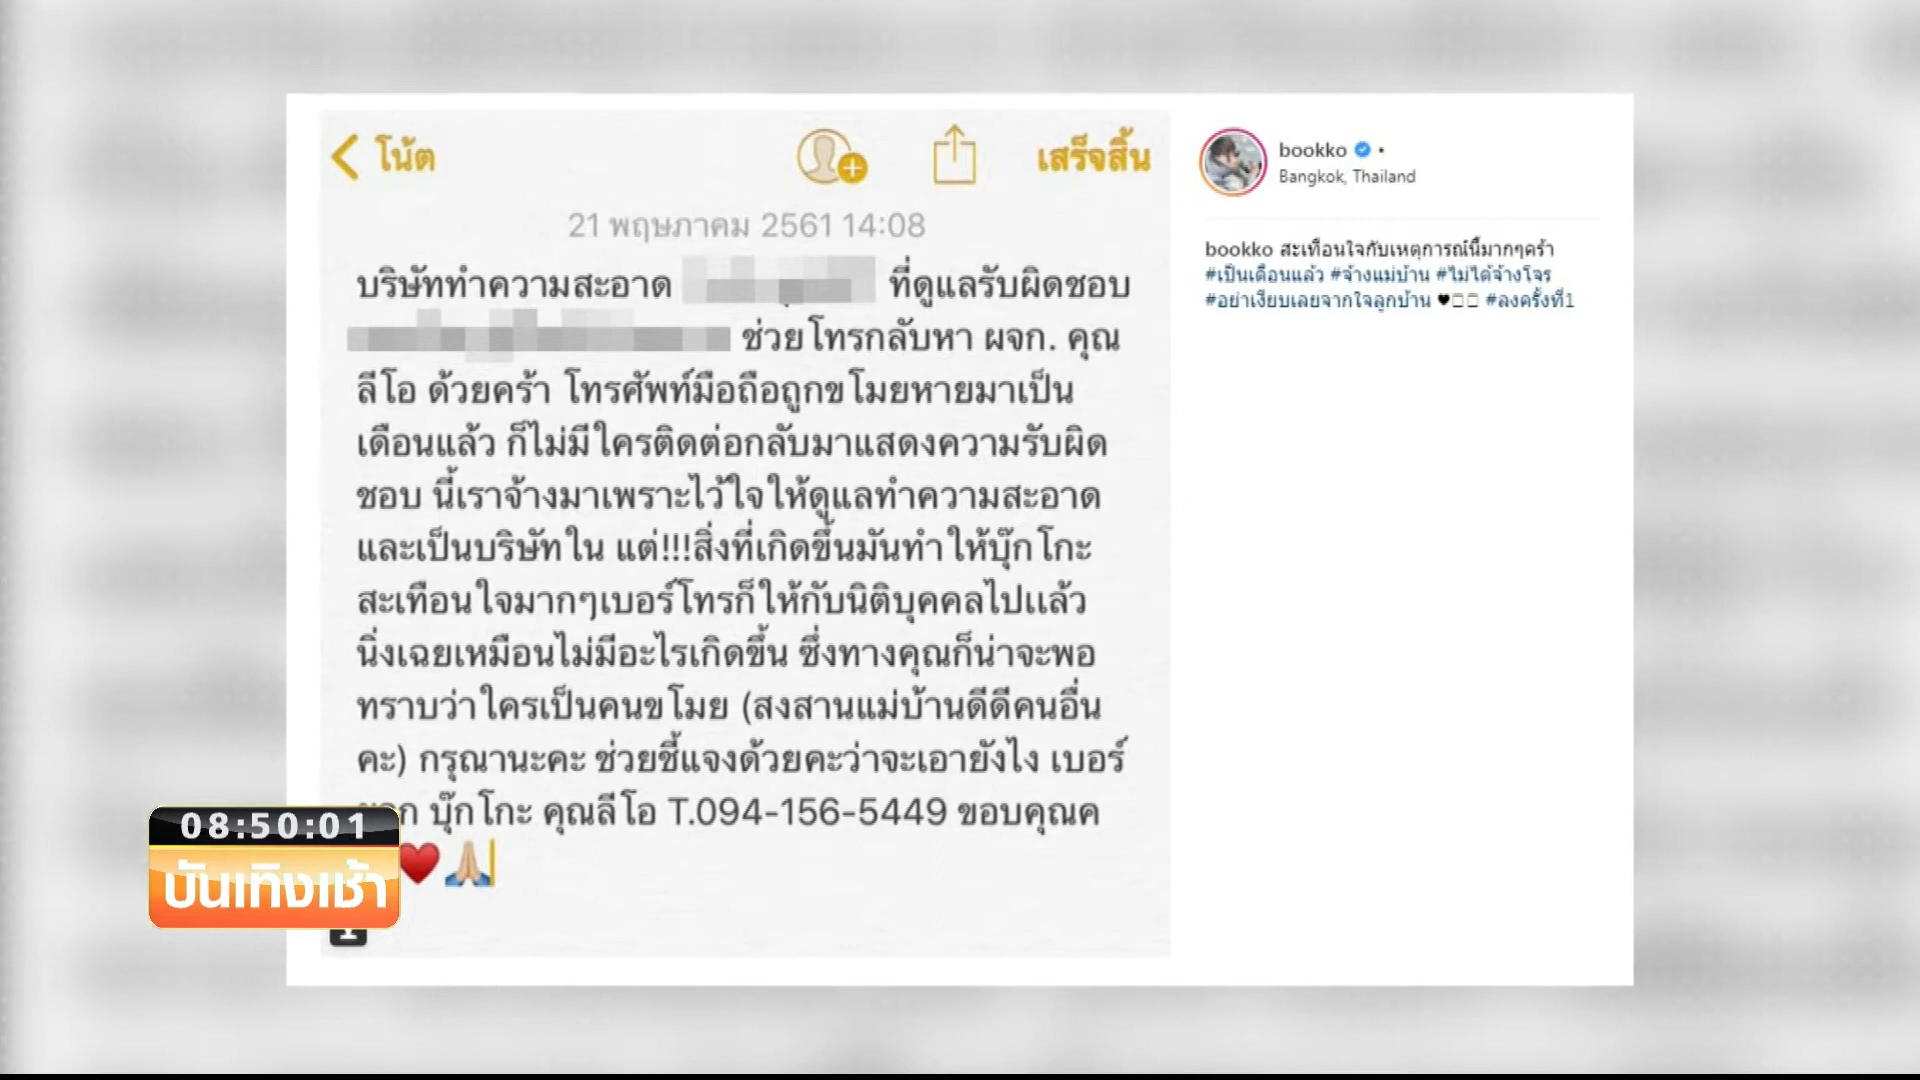 โน้ต
เสร็จสิ้น
21 พฤษภาคม 2561 14:08
บริษัททำความสะอาด ที่ดูแลรับผิดชอบ
ช่วยโทรกลับหา ผจก. คุณ
ลีโอ ด้วยคร้า โทรศัพท์มือถือถูกขโมยหายมาเป็น
เดือนแล้ว ก็ไม่มีใครติดต่อกลับมาแสดงความรับผิด
ชอบ นี้เราจ้างมาเพราะไว้ใจให้ดูแลทำความสะอาด
และเป็นบริษัทใน แต่!!!สิ่งที่เกิดขึ้นมันทำให้บุ๊กโกะ
สะเทือนใจมากๆเบอร์โทรก็ให้กับนิติบุคคลไปแล้ว
นิ่งเฉยเหมือนไม่มีอะไรเกิดขึ้น ซึ่งทางคุณก็น่าจะพอ
ทราบว่าใครเป็นคนขโมย (สงสานแม่บ้านดีดีคนอื่น
คะ) กรุณานะคะ ช่วยชี้แจงด้วยคะว่าจะเอายังไง เบอร์
บุ๊กโกะ คุณลีโอ T.094-156-5449 ขอบคุณค
❤️🙏
bookko
Bangkok, Thailand
bookko สะเทือนใจกับเหตุการณ์นี้มากๆคร้า
#เป็นเดือนแล้ว #จ้างแม่บ้าน #ไม่ได้จ้างโจร
#อย่าเงียบเลยจากใจลูกบ้าน ♥ #ลงครั้งที่1
08:50:01
บันเทิงเช้า